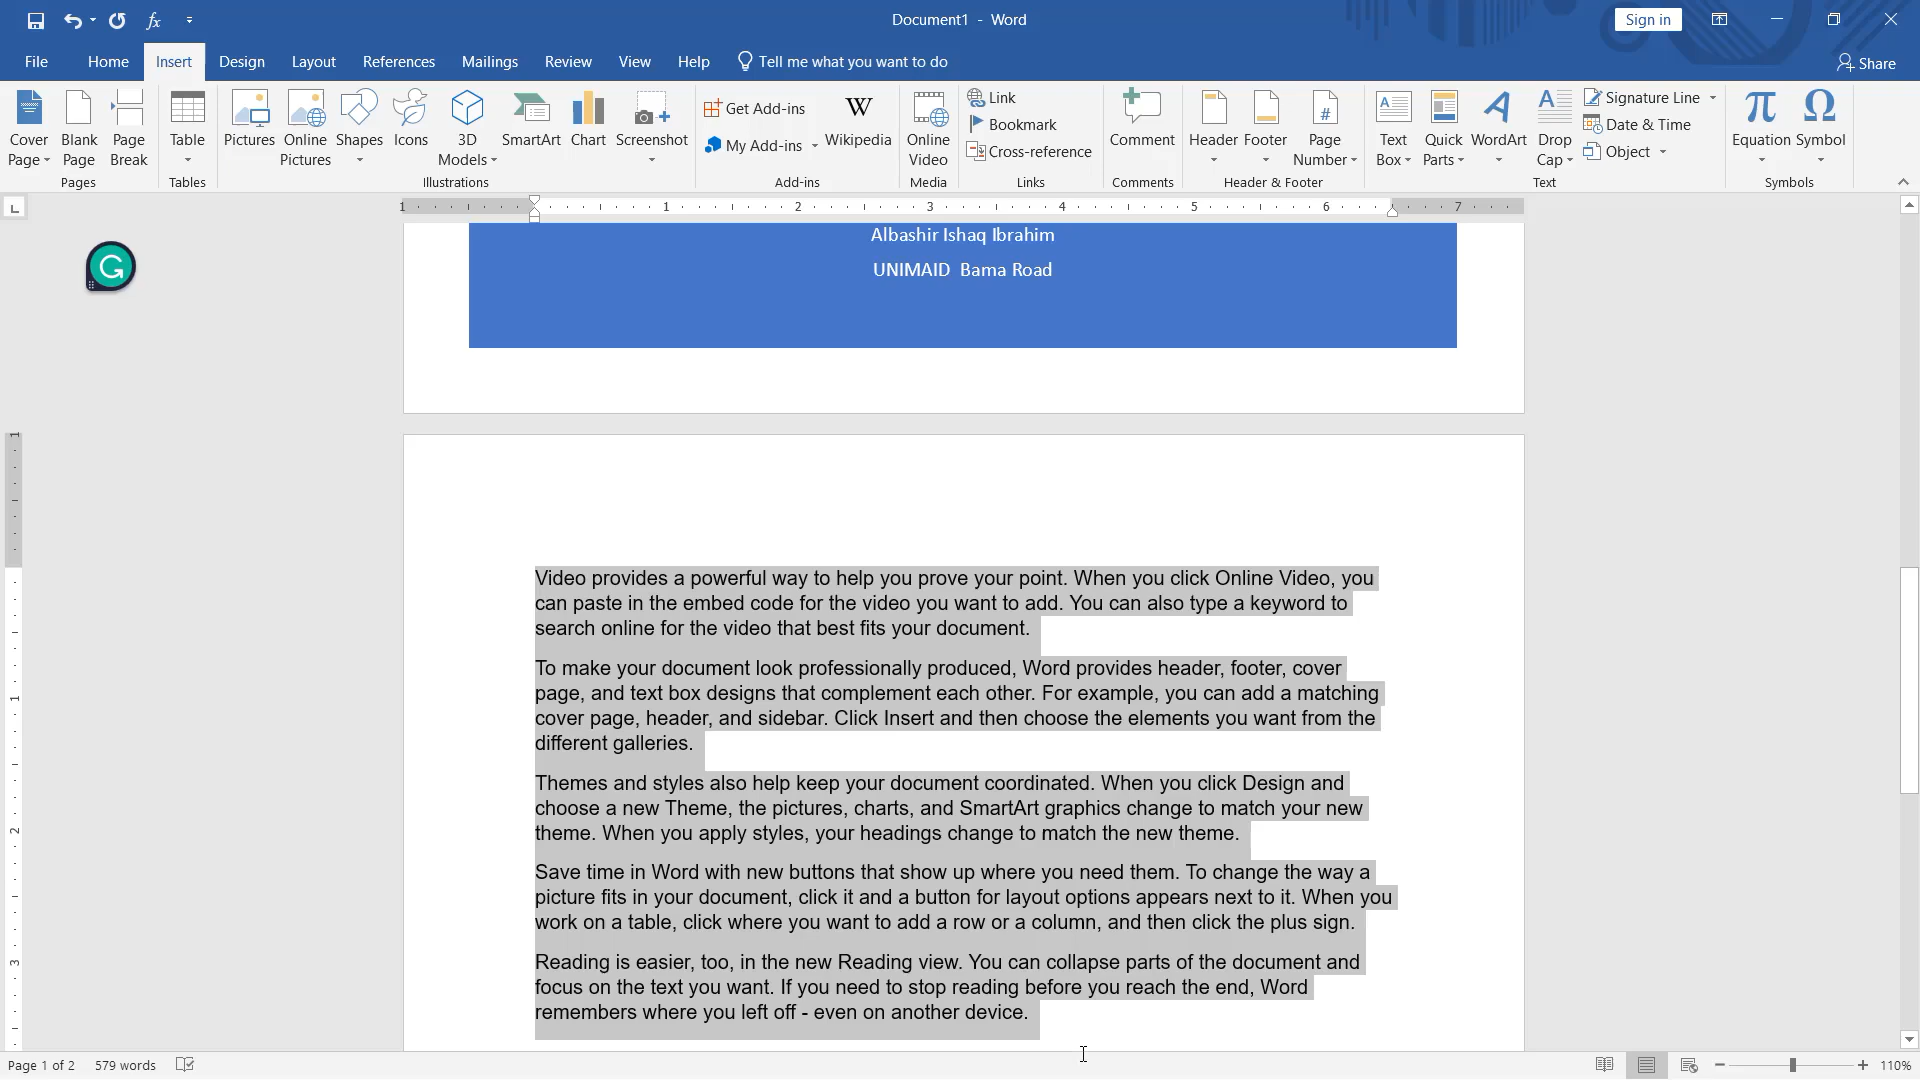 Document1 - Word
Sign in
File Home Insert Design Layout References Mailings Review View Help Tell me what you want to do Share
Cover Page
Blank Page
Page Break
Pages
Table
Tables
Pictures
Online Pictures
Shapes
Icons
3D Models
SmartArt
Chart
Screenshot
Illustrations
Get Add-ins
My Add-ins
W
Wikipedia
Add-ins
Online Video
Media
Link
Bookmark
Cross-reference
Links
Comment
Comments
Header
Footer
Page Number
Header & Footer
Text Box
Quick Parts
WordArt
Drop Cap
Signature Line
Date & Time
Object
Text
π
Equation
Ω
Symbol
Symbols
1 1 2 3 4 5 6 7
Albashir Ishaq Ibrahim
UNIMAID Bama Road
Video provides a powerful way to help you prove your point. When you click Online Video, you
can paste in the embed code for the video you want to add. You can also type a keyword to
search online for the video that best fits your document.
To make your document look professionally produced, Word provides header, footer, cover
page, and text box designs that complement each other. For example, you can add a matching
cover page, header, and sidebar. Click Insert and then choose the elements you want from the
different galleries.
Themes and styles also help keep your document coordinated. When you click Design and
choose a new Theme, the pictures, charts, and SmartArt graphics change to match your new
theme. When you apply styles, your headings change to match the new theme.
Save time in Word with new buttons that show up where you need them. To change the way a
picture fits in your document, click it and a button for layout options appears next to it. When you
work on a table, click where you want to add a row or a column, and then click the plus sign.
Reading is easier, too, in the new Reading view. You can collapse parts of the document and
focus on the text you want. If you need to stop reading before you reach the end, Word
remembers where you left off - even on another device.
1
1
2
3
Page 1 of 2 579 words 110%